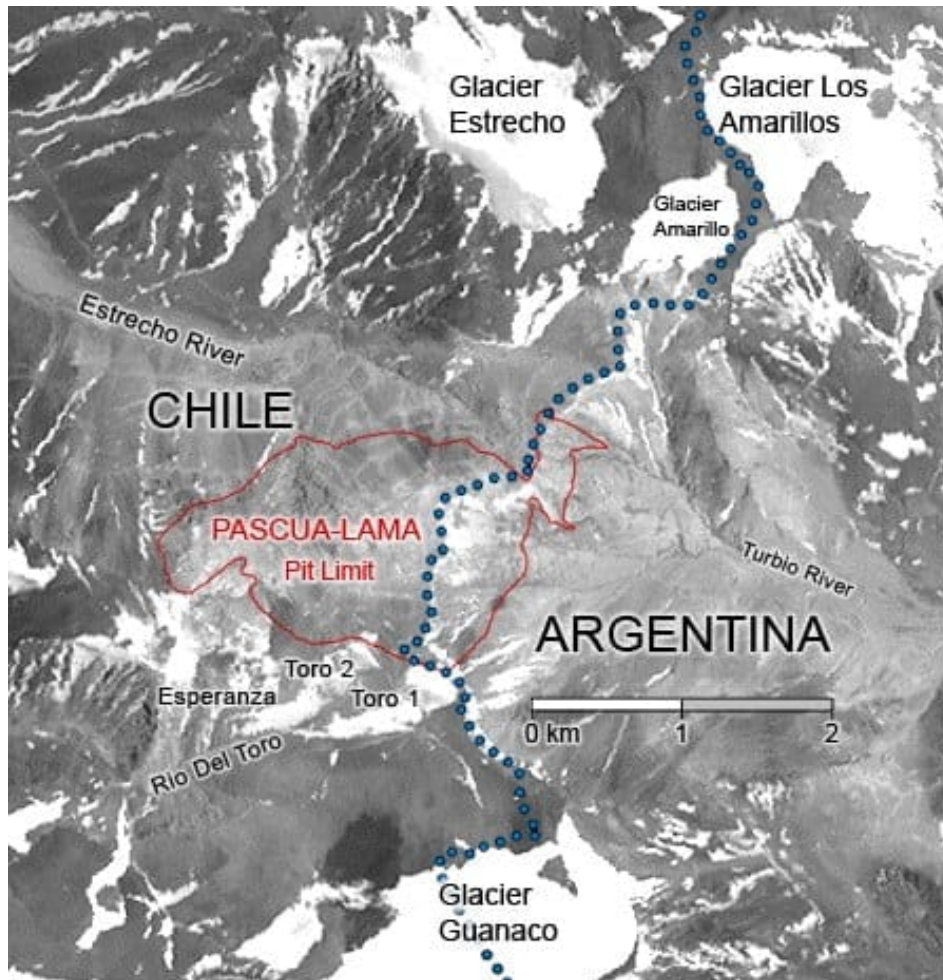 Glacier
Estrecho
Glacier Los
Amarillos
Glacier
Amarillo
Estrecho River
CHILE
PASCUA-LAMA
Pit Limit
Turbio River
ARGENTINA
Toro 2
Esperanza
Toro 1
0 km
1
2
Rio Del Toro
Glacier
Guanaco